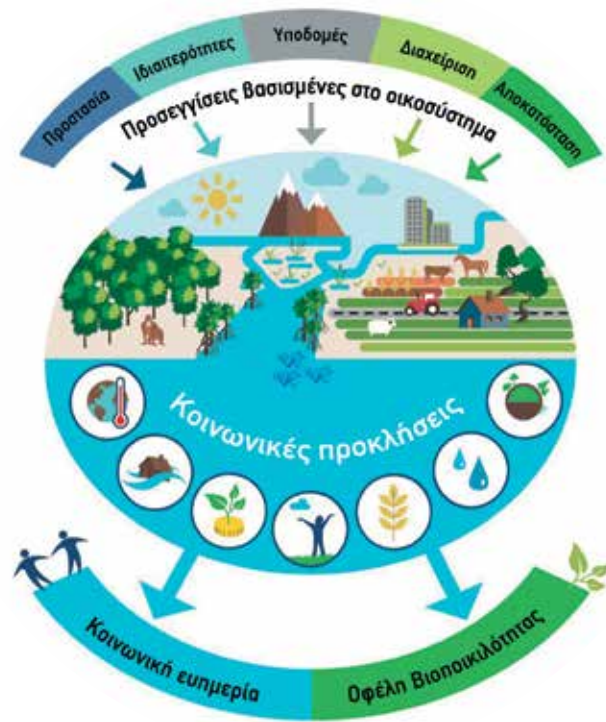 Προστασία
Ιδιαιτερότητες
Υποδομές
Διαχείριση
Αποκατάσταση
Προσεγγίσεις βασισμένες στο οικοσύστημα
Κοινωνικές προκλήσεις
Κοινωνική ευημερία
Οφέλη Βιοποικιλότητας